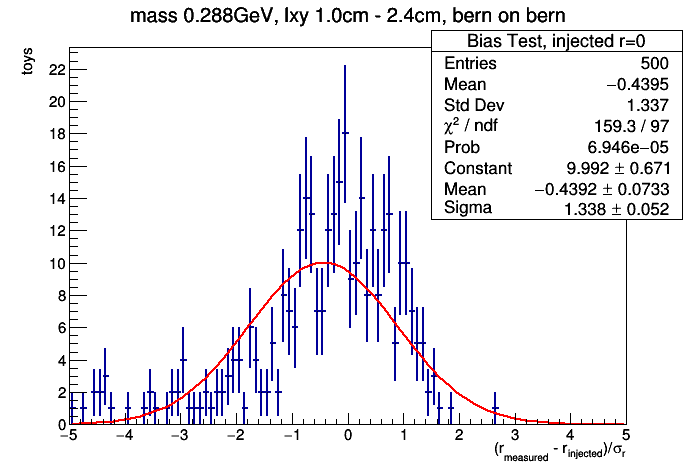 mass 0.288GeV, lxy 1.0cm - 2.4cm, bern on bern
Bias Test, injected r=0
Entries 500
Mean −0.4395
Std Dev 1.337
χ² / ndf 159.3 / 97
Prob 6.946e−05
Constant 9.992 ± 0.671
Mean −0.4392 ± 0.0733
Sigma 1.338 ± 0.052
toys
22
20
18
16
14
12
10
8
6
4
2
0
−5 −4 −3 −2 −1 0 1 2 3 4 5
(r_measured - r_injected)/σ_r